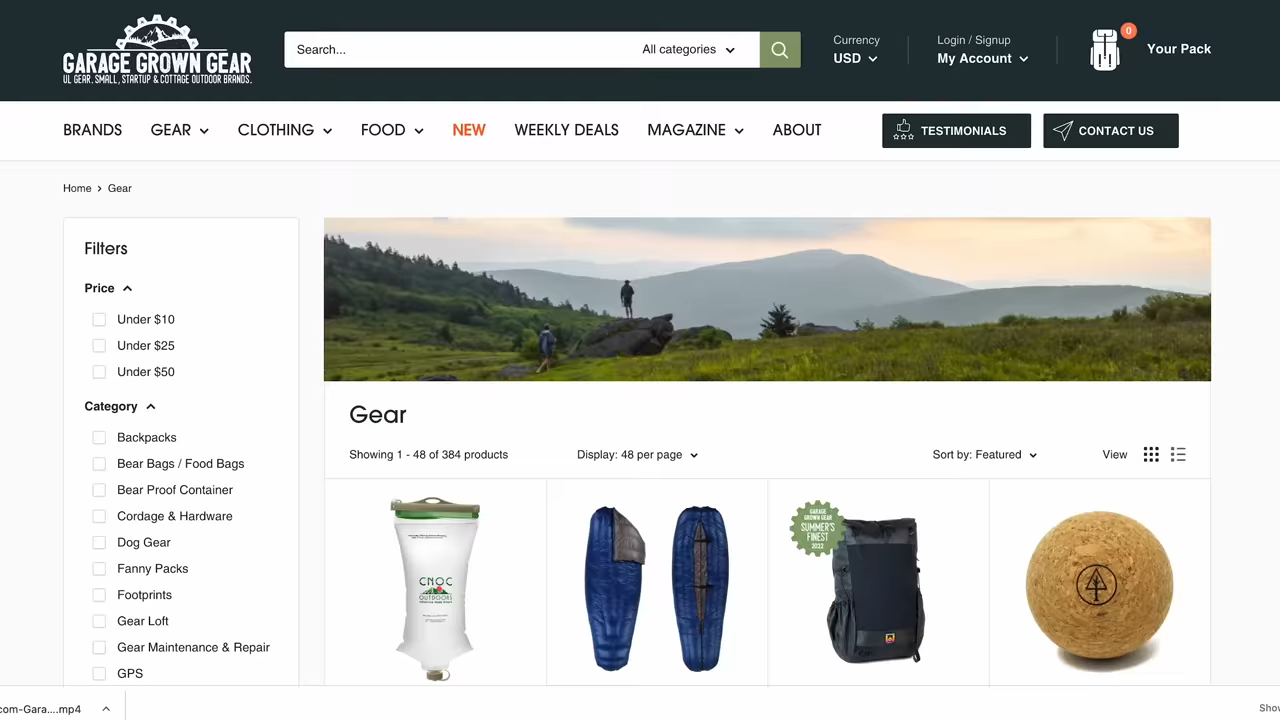 GARAGE GROWN GEAR
UL GEAR. SMALL, STARTUP & COTTAGE OUTDOOR BRANDS.
Search...
All categories
Currency
USD
Login / Signup
My Account
0
Your Pack
BRANDS
GEAR
CLOTHING
FOOD
NEW
WEEKLY DEALS
MAGAZINE
ABOUT
TESTIMONIALS
CONTACT US
Home > Gear
Filters
Price
Under $10
Under $25
Under $50
Category
Backpacks
Bear Bags / Food Bags
Bear Proof Container
Cordage & Hardware
Dog Gear
Fanny Packs
Footprints
Gear Loft
Gear Maintenance & Repair
GPS
Gear
Showing 1 - 48 of 384 products
Display: 48 per page
Sort by: Featured
View
CNOC
OUTDOORS
GARAGE
GROWN GEAR
SUMMER'S
FINEST
2022
com-Gara....mp4
Show